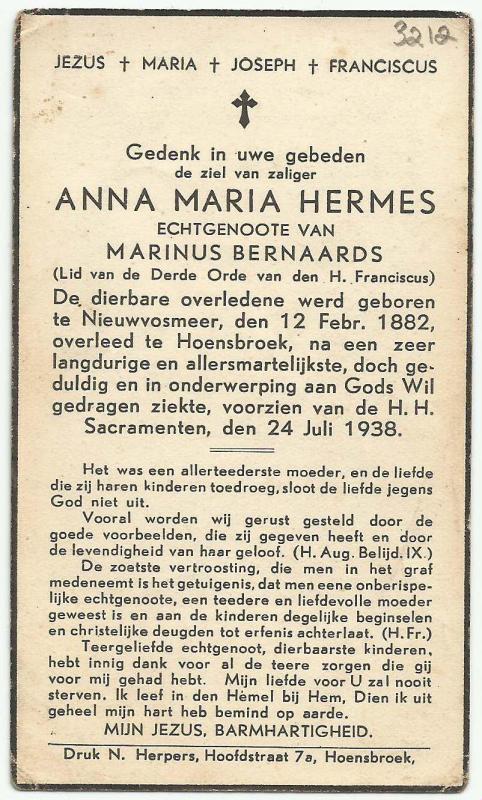 3212
JEZUS † MARIA † JOSEPH † FRANCISCUS
Gedenk in uwe gebeden
de ziel van zaliger
ANNA MARIA HERMES
ECHTGENOOTE VAN
MARINUS BERNAARDS
(Lid van de Derde Orde van den H. Franciscus)
De dierbare overledene werd geboren
te Nieuwvosmeer, den 12 Febr. 1882,
overleed te Hoensbroek, na een zeer
langdurige en allersmartelijkste, doch ge-
duldig en in onderwerping aan Gods Wil
gedragen ziekte, voorzien van de H. H.
Sacramenten, den 24 Juli 1938.
Het was een allerteederste moeder, en de liefde
die zij haren kinderen toedroeg, sloot de liefde jegens
God niet uit.
Vooral worden wij gerust gesteld door de
goede voorbeelden, die zij gegeven heeft en door
de levendigheid van haar geloof. (H. Aug. Belijd. IX.)
De zoetste vertroosting, die men in het graf
medeneemt is het getuigenis, dat men eene onberispe-
lijke echtgenoote, een teedere en liefdevolle moeder
geweest is en aan de kinderen degelijke beginselen
en christelijke deugden tot erfenis achterlaat. (H. Fr.)
Teergeliefde echtgenoot, dierbaarste kinderen,
hebt innig dank voor al de teere zorgen die gij
voor mij gehad hebt. Mijn liefde voor U zal nooit
sterven. Ik leef in den Hemel bij Hem, Dien ik uit
geheel mijn hart heb bemind op aarde.
MIJN JEZUS, BARMHARTIGHEID.
Druk N. Herpers, Hoofdstraat 7a, Hoensbroek,